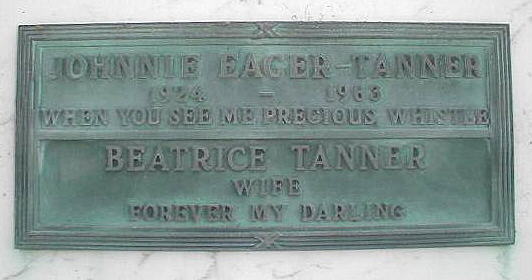 JOHNNIE EAGER-TANNER
1924 - 1963
WHEN YOU SEE ME, PRECIOUS, WHISTLE
BEATRICE TANNER
WIFE
FOREVER MY DARLING